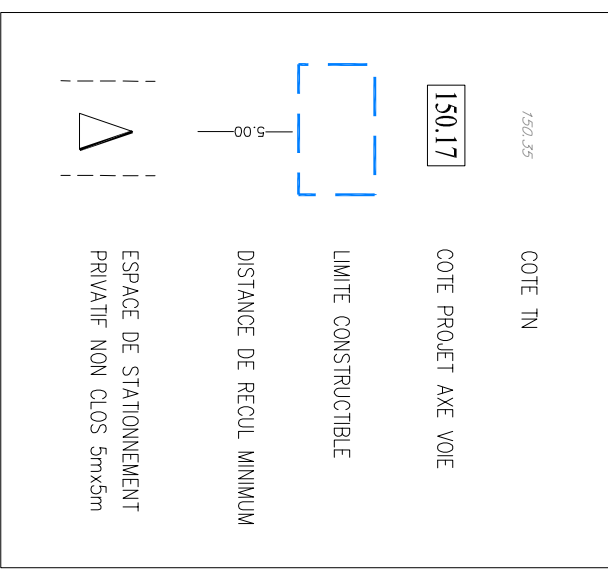 150.35 COTE TN
150.17 COTE PROJET AXE VOIE
LIMITE CONSTRUCTIBLE
5.00 DISTANCE DE RECUL MINIMUM
ESPACE DE STATIONNEMENT
PRIVATIF NON CLOS 5mx5m